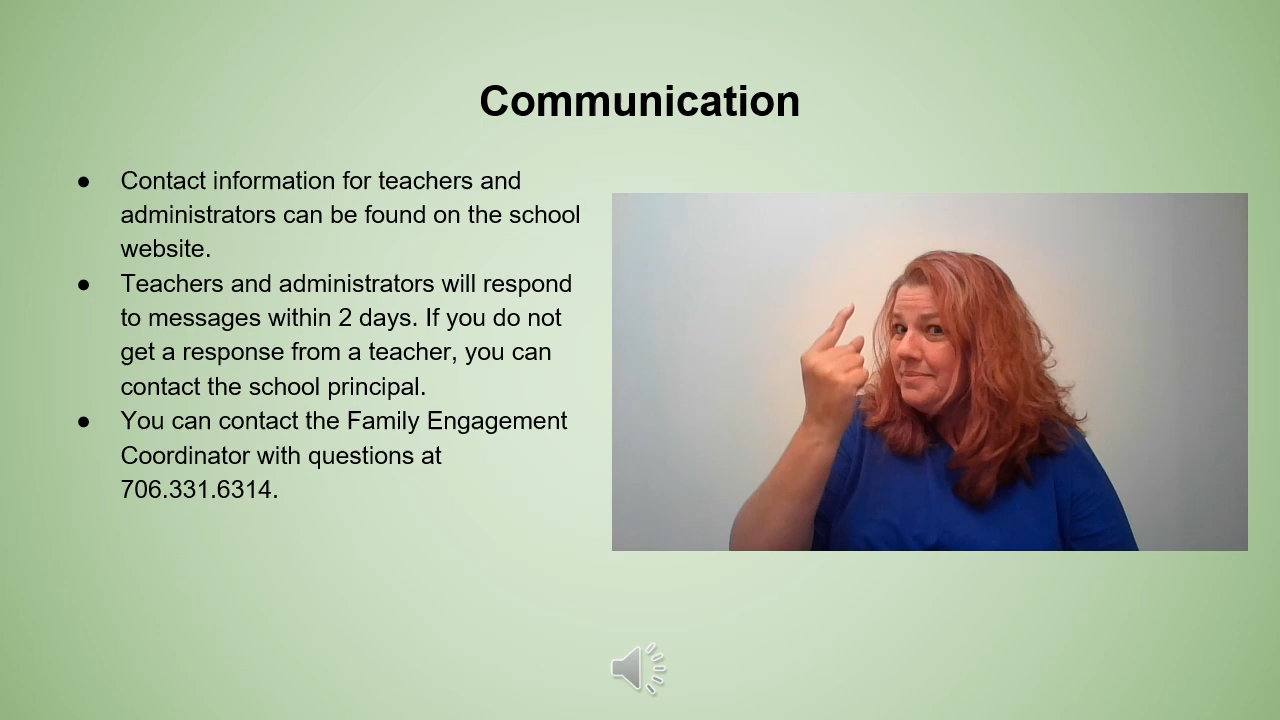 Communication
● Contact information for teachers and
administrators can be found on the school
website.
● Teachers and administrators will respond
to messages within 2 days. If you do not
get a response from a teacher, you can
contact the school principal.
● You can contact the Family Engagement
Coordinator with questions at
706.331.6314.